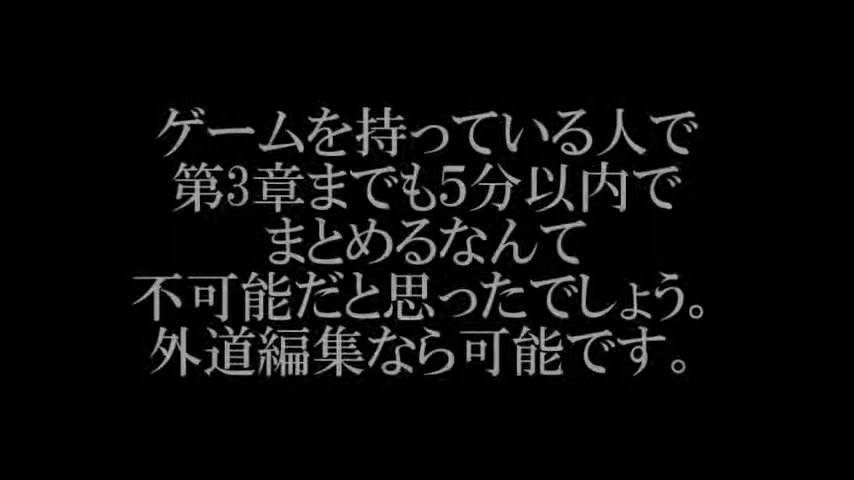 ゲームを持っている人で
第3章までも5分以内で
まとめるなんて
不可能だと思ったでしょう。
外道編集なら可能です。